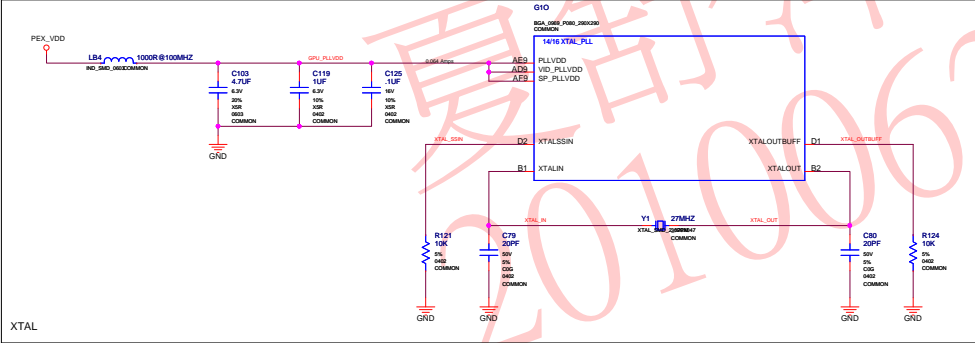 G1O
BGA_0969_P080_290X290
COMMON
14/16 XTAL_PLL
PEX_VDD
LB4
1000R@100MHZ
GPU_PLLVDD
0.064 Amps
AE9
PLLVDD
AD9
VID_PLLVDD
AF9
SP_PLLVDD
C103
4.7UF
6.3V
20%
X5R
0603
COMMON
C119
1UF
6.3V
10%
X5R
0402
COMMON
C125
.1UF
16V
10%
X5R
0402
COMMON
GND
XTAL_SSIN
D2
XTALSSIN
XTALOUTBUFF
D1
XTAL_OUTBUFF
B1
XTALIN
XTALOUT
B2
XTAL_IN
Y1
27MHZ
XTAL_OUT
COMMON
R121
10K
5%
0402
COMMON
C79
20PF
50V
5%
C0G
0402
COMMON
C80
20PF
50V
5%
C0G
0402
COMMON
R124
10K
5%
0402
COMMON
GND
GND
GND
GND
XTAL